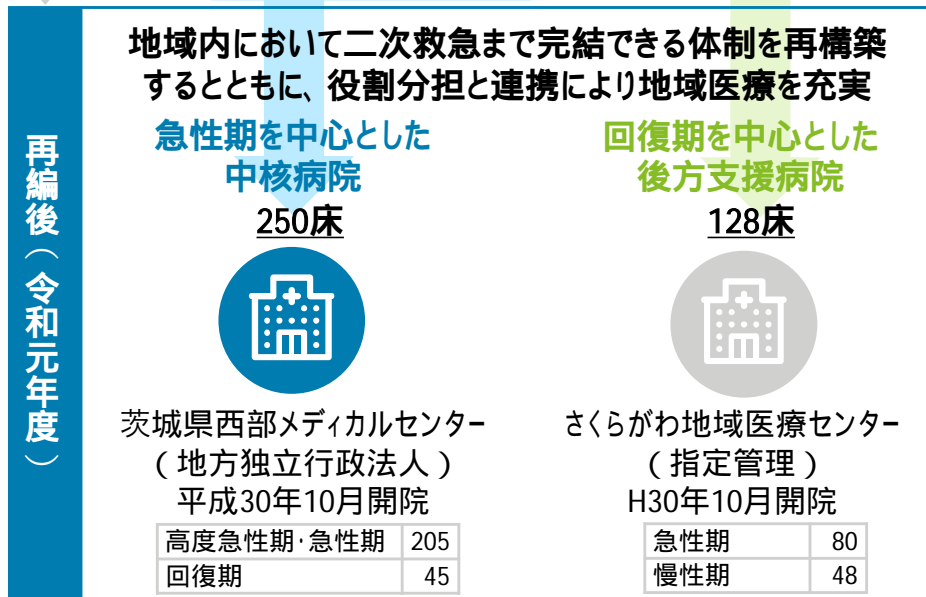 再編後（令和元年度）
地域内において二次救急まで完結できる体制を再構築
するとともに、役割分担と連携により地域医療を充実
急性期を中心とした
中核病院
250床
茨城県西部メディカルセンター
（地方独立行政法人）
平成30年10月開院
高度急性期･急性期 205
回復期 45
回復期を中心とした
後方支援病院
128床
さくらがわ地域医療センター
（指定管理）
H30年10月開院
急性期 80
慢性期 48